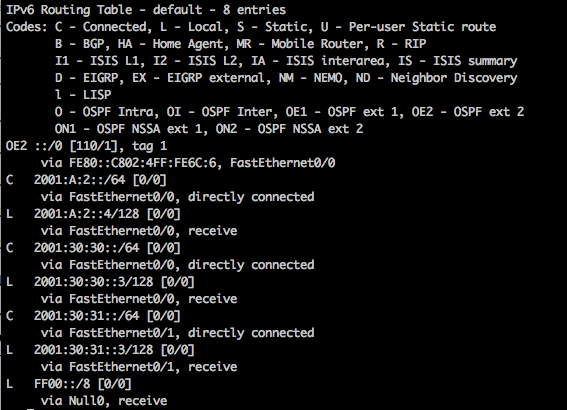 IPv6 Routing Table - default - 8 entries
Codes: C - Connected, L - Local, S - Static, U - Per-user Static route
B - BGP, HA - Home Agent, MR - Mobile Router, R - RIP
I1 - ISIS L1, I2 - ISIS L2, IA - ISIS interarea, IS - ISIS summary
D - EIGRP, EX - EIGRP external, NM - NEMO, ND - Neighbor Discovery
l - LISP
O - OSPF Intra, OI - OSPF Inter, OE1 - OSPF ext 1, OE2 - OSPF ext 2
ON1 - OSPF NSSA ext 1, ON2 - OSPF NSSA ext 2
OE2 ::/0 [110/1], tag 1
via FE80::C802:4FF:FE6C:6, FastEthernet0/0
C 2001:A:2::/64 [0/0]
via FastEthernet0/0, directly connected
L 2001:A:2::4/128 [0/0]
via FastEthernet0/0, receive
C 2001:30:30::/64 [0/0]
via FastEthernet0/0, directly connected
L 2001:30:30::3/128 [0/0]
via FastEthernet0/0, receive
C 2001:30:31::/64 [0/0]
via FastEthernet0/1, directly connected
L 2001:30:31::3/128 [0/0]
via FastEthernet0/1, receive
L FF00::/8 [0/0]
via Null0, receive